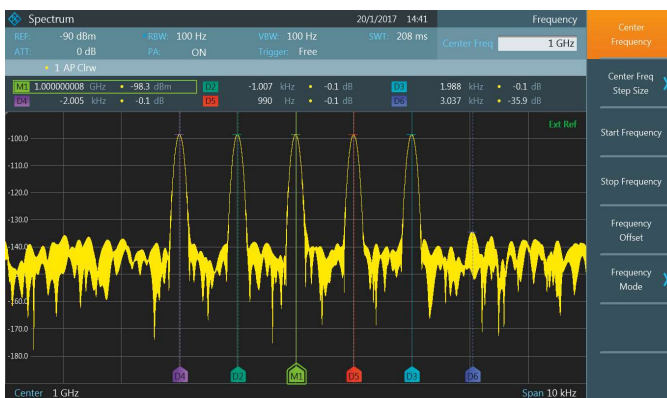 Spectrum 20/1/2017 14:41 Frequency
REF: -90 dBm RBW: 100 Hz VBW: 100 Hz SWT: 208 ms
ATT: 0 dB PA: ON Trigger: Free Center Freq 1 GHz
1 AP Clrw
M1 1.000000008 GHz • -98.3 dBm D2 -1.007 kHz • -0.1 dB D3 1.988 kHz • -0.1 dB
D4 -2.005 kHz • -0.1 dB D5 990 Hz • -0.1 dB D6 3.037 kHz • -35.9 dB
Ext Ref
-100.0
-110.0
-120.0
-130.0
-140.0
-160.0
-170.0
-180.0
D4 D2 M1 D5 D3 D6
Center 1 GHz Span 10 kHz
Center
Frequency
Center Freq
Step Size
Start Frequency
Stop Frequency
Frequency
Offset
Frequency
Mode